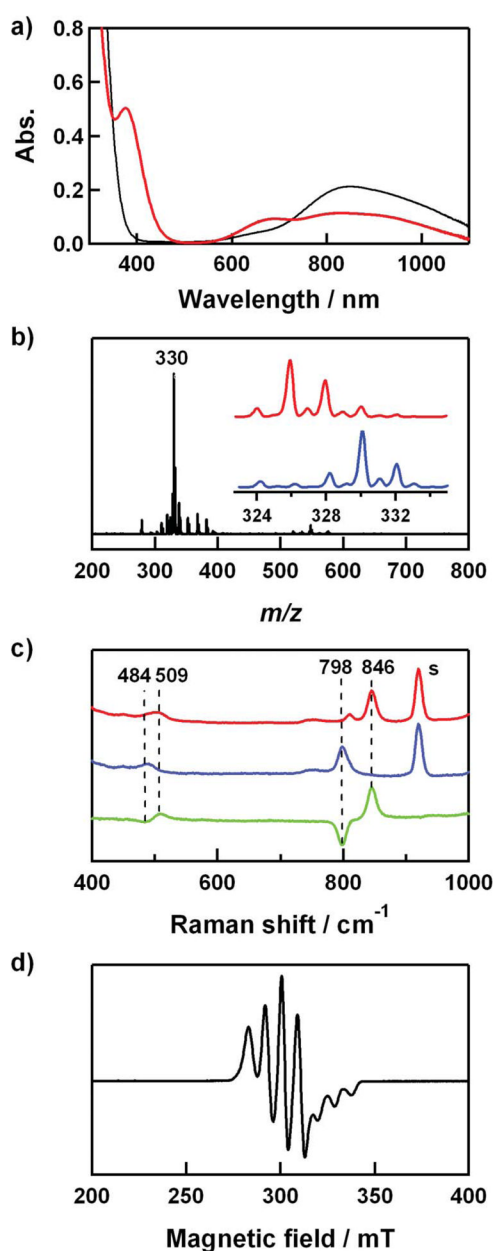 a)
0.8
0.6
0.4
0.2
0.0
Abs.
400 600 800 1000
Wavelength / nm
b)
330
324 328 332
200 300 400 500 600 700 800
m/z
c)
484 509 798 846 s
400 600 800 1000
Raman shift / cm-1
d)
200 250 300 350 400
Magnetic field / mT